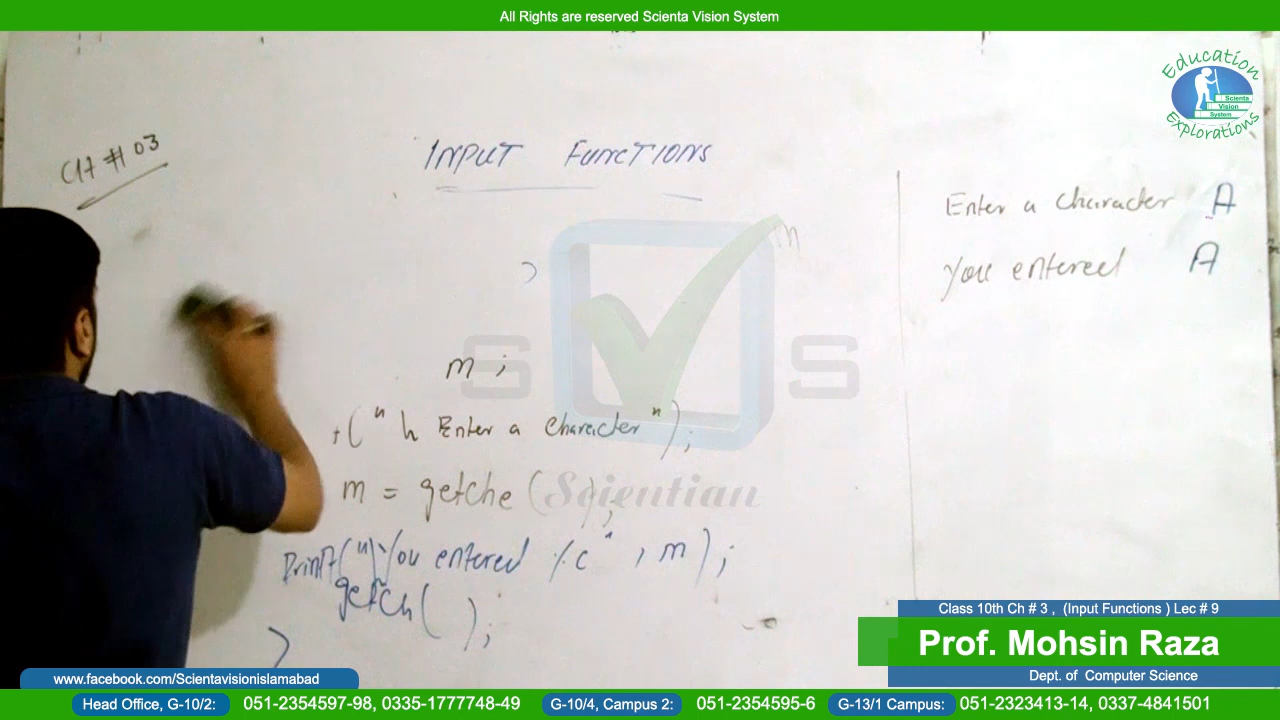 All Rights are reserved Scienta Vision System
Education
Scienta
Vision
System
Explorations
CH # 03
INPUT FUNCTIONS
Enter a character A
You entered A
S S
m ;
("\n Enter a Character");
m = getche ( );
Scientian
Printf("\n You entered %c", m);
getch( );
}
Class 10th Ch # 3 , (Input Functions ) Lec # 9
Prof. Mohsin Raza
Dept. of Computer Science
www.facebook.com/Scientavisionislamabad
Head Office, G-10/2: 051-2354597-98, 0335-1777748-49 G-10/4, Campus 2: 051-2354595-6 G-13/1 Campus: 051-2323413-14, 0337-4841501